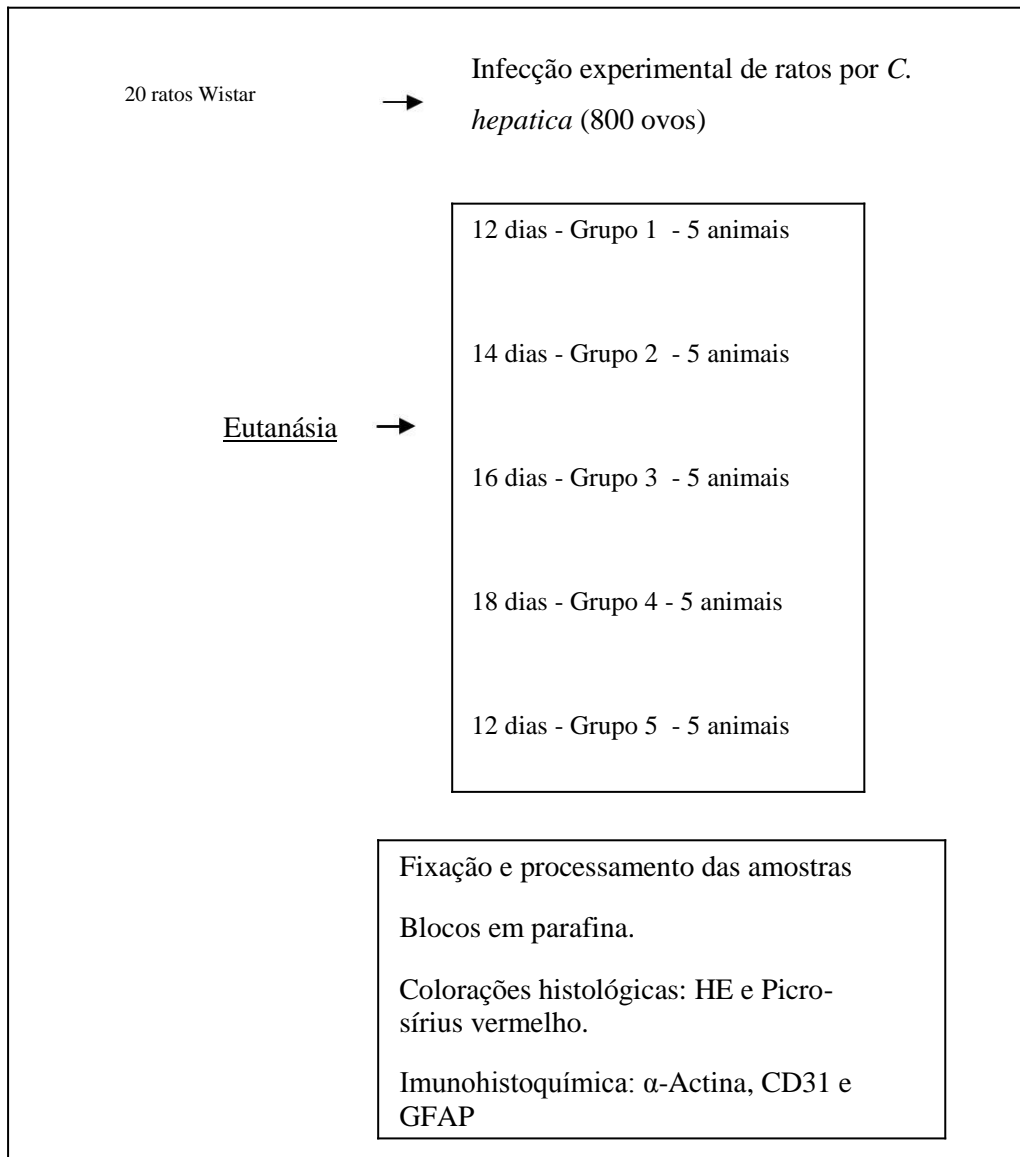 20 ratos Wistar
Infecção experimental de ratos por C.
hepatica (800 ovos)
12 dias - Grupo 1 - 5 animais
14 dias - Grupo 2 - 5 animais
Eutanásia
16 dias - Grupo 3 - 5 animais
18 dias - Grupo 4 - 5 animais
12 dias - Grupo 5 - 5 animais
Fixação e processamento das amostras
Blocos em parafina.
Colorações histológicas: HE e Picro-
sírius vermelho.
Imunohistoquímica: α-Actina, CD31 e
GFAP